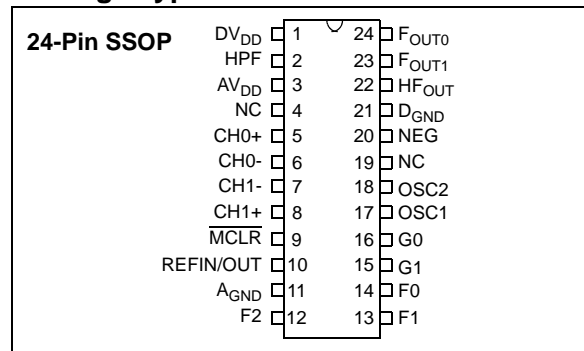 24-Pin SSOP
DVDD 1 24 FOUT0
HPF 2 23 FOUT1
AVDD 3 22 HFOUT
NC 4 21 DGND
CH0+ 5 20 NEG
CH0- 6 19 NC
CH1- 7 18 OSC2
CH1+ 8 17 OSC1
MCLR 9 16 G0
REFIN/OUT 10 15 G1
AGND 11 14 F0
F2 12 13 F1